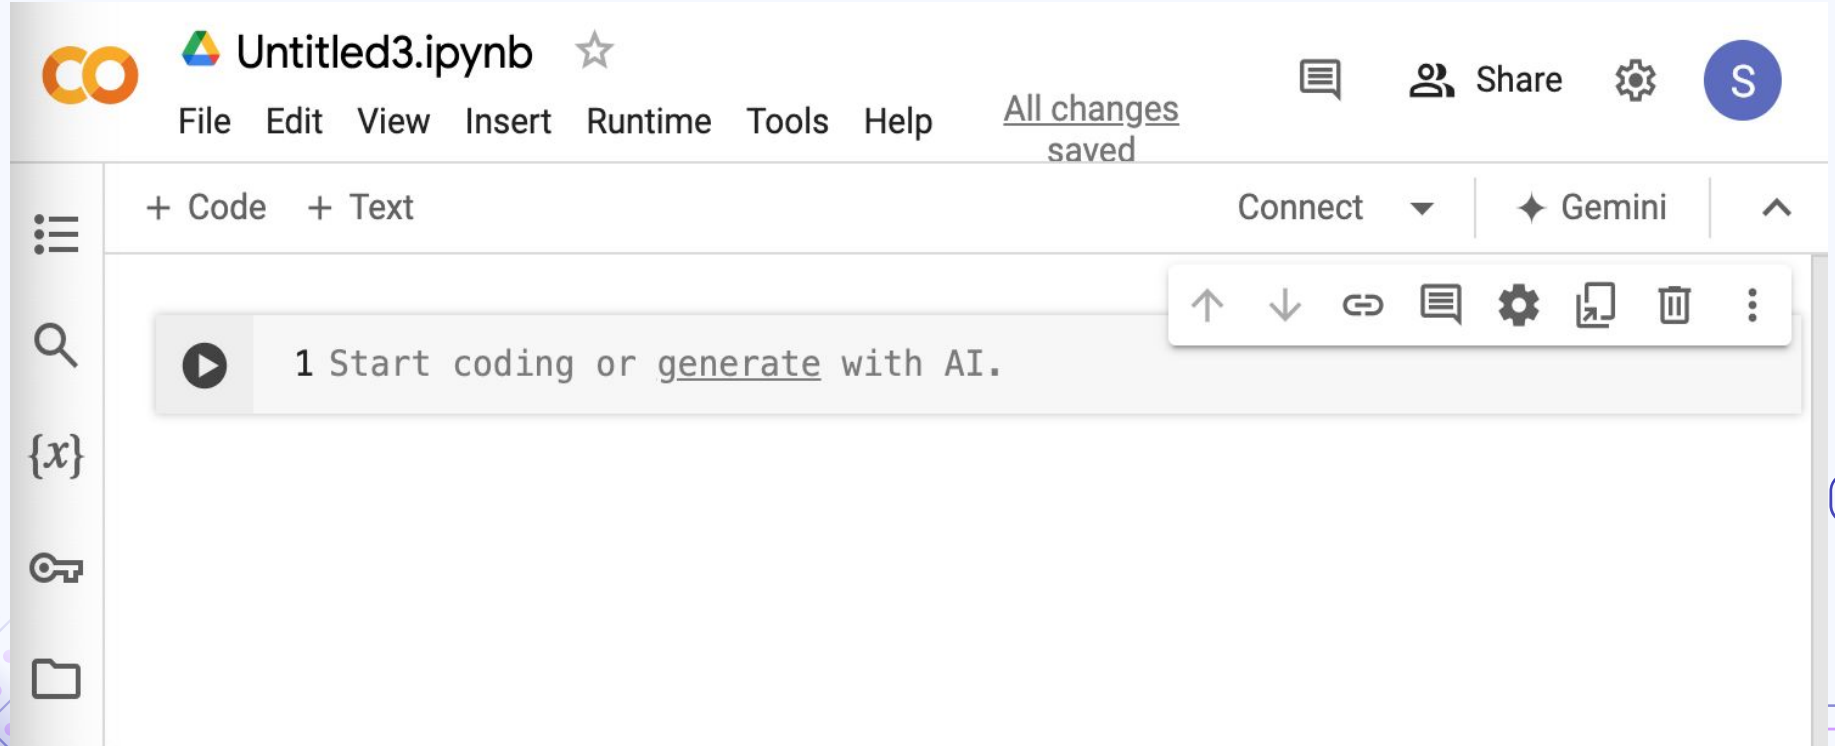 Untitled3.ipynb
File Edit View Insert Runtime Tools Help
All changes
saved
Share
S
+ Code + Text
Connect
Gemini
1 Start coding or generate with AI.
{x}